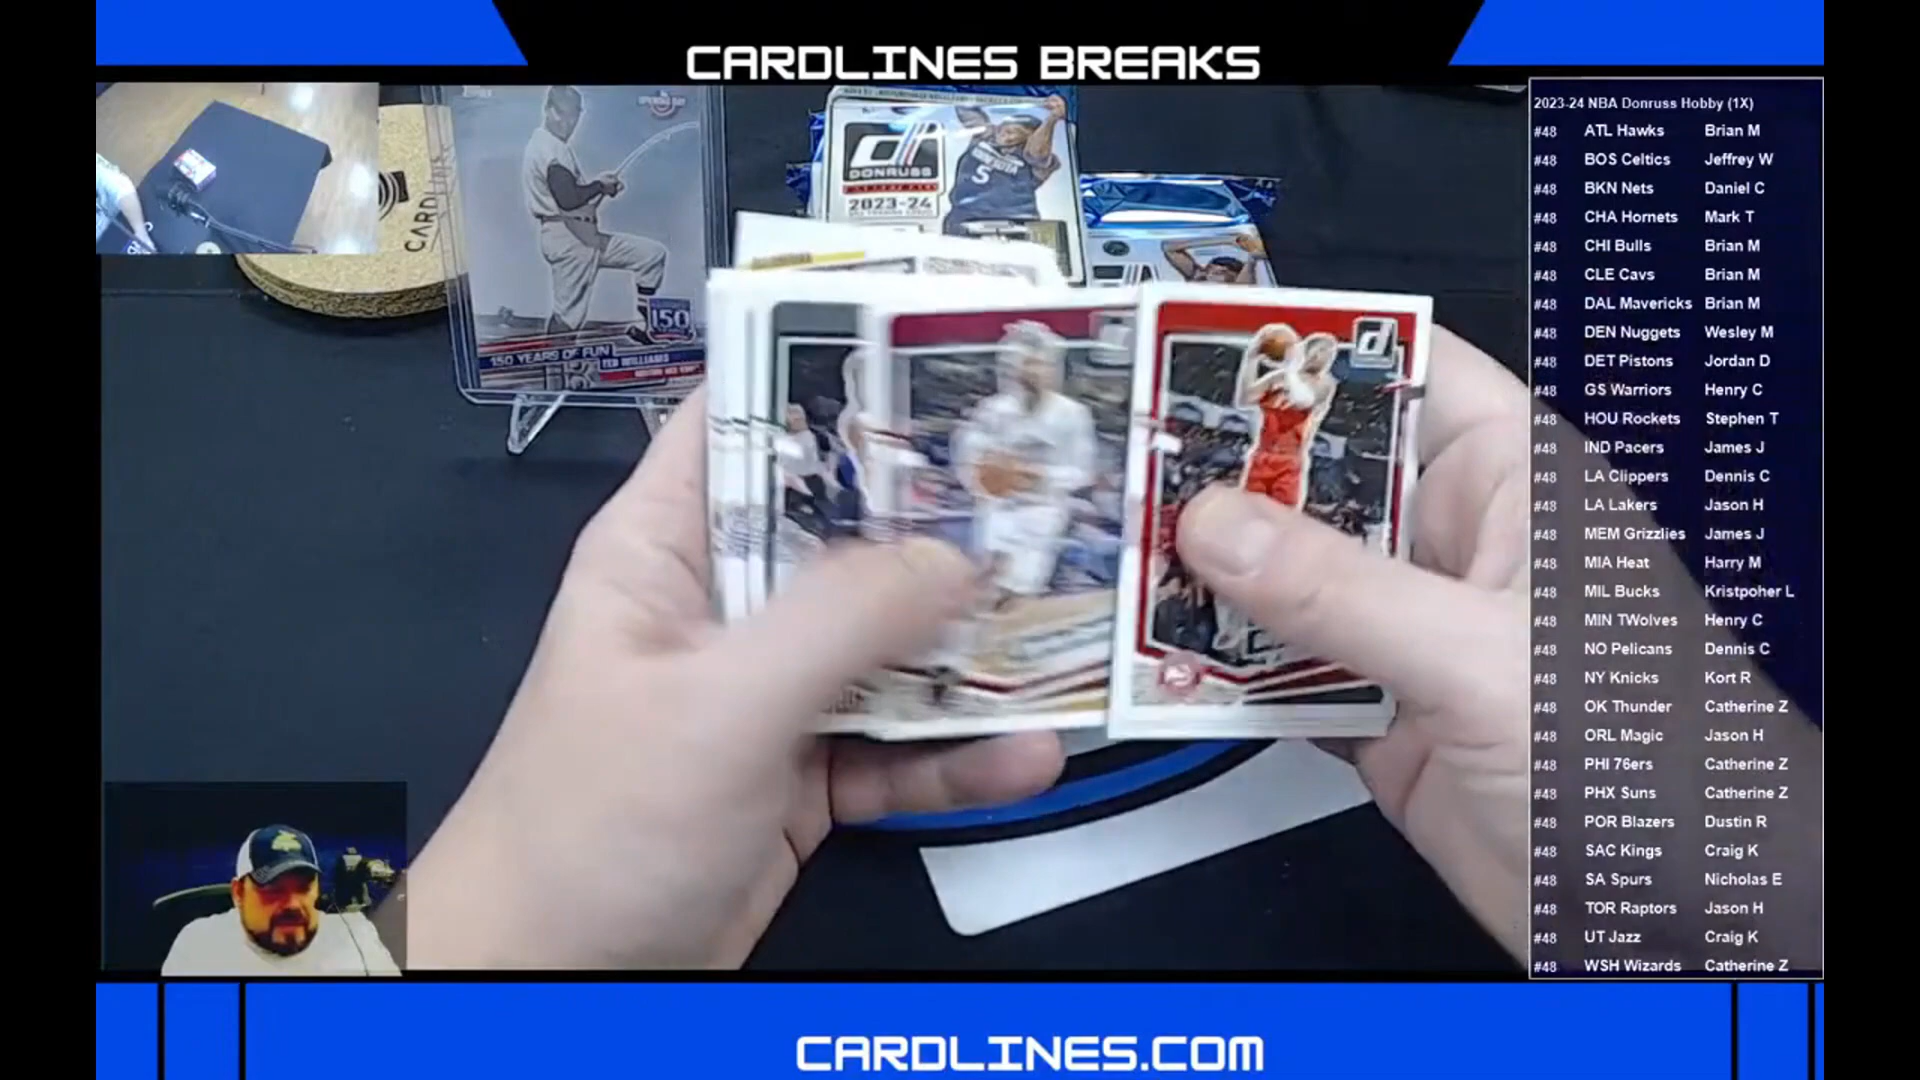 CARDLINES BREAKS
2023-24 NBA Donruss Hobby (1X)
#48 ATL Hawks Brian M
#48 BOS Celtics Jeffrey W
#48 BKN Nets Daniel C
#48 CHA Hornets Mark T
#48 CHI Bulls Brian M
#48 CLE Cavs Brian M
#48 DAL Mavericks Brian M
#48 DEN Nuggets Wesley M
#48 DET Pistons Jordan D
#48 GS Warriors Henry C
#48 HOU Rockets Stephen T
#48 IND Pacers James J
#48 LA Clippers Dennis C
#48 LA Lakers Jason H
#48 MEM Grizzlies James J
#48 MIA Heat Harry M
#48 MIL Bucks Kristpoher L
#48 MIN TWolves Henry C
#48 NO Pelicans Dennis C
#48 NY Knicks Kort R
#48 OK Thunder Catherine Z
#48 ORL Magic Jason H
#48 PHI 76ers Catherine Z
#48 PHX Suns Catherine Z
#48 POR Blazers Dustin R
#48 SAC Kings Craig K
#48 SA Spurs Nicholas E
#48 TOR Raptors Jason H
#48 UT Jazz Craig K
#48 WSH Wizards Catherine Z
DONRUSS
2023-24
5
CARDLIN
150
150 YEARS OF FUN
TED WILLIAMS
CARDLINES.COM